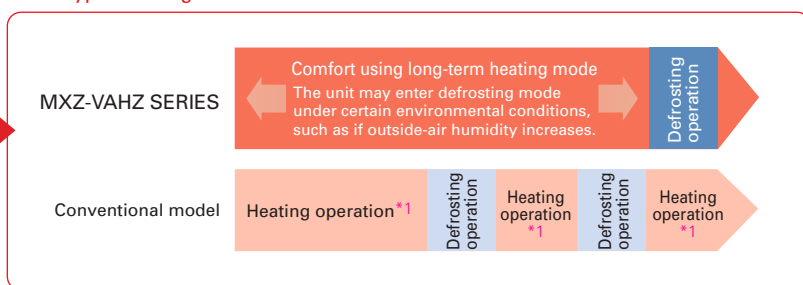 MXZ-VAHZ SERIES
Comfort using long-term heating mode
The unit may enter defrosting mode
under certain environmental conditions,
such as if outside-air humidity increases.
Defrosting
operation
Conventional model
Heating operation*1
Defrosting
operation
Heating
operation
*1
Defrosting
operation
Heating
operation
*1